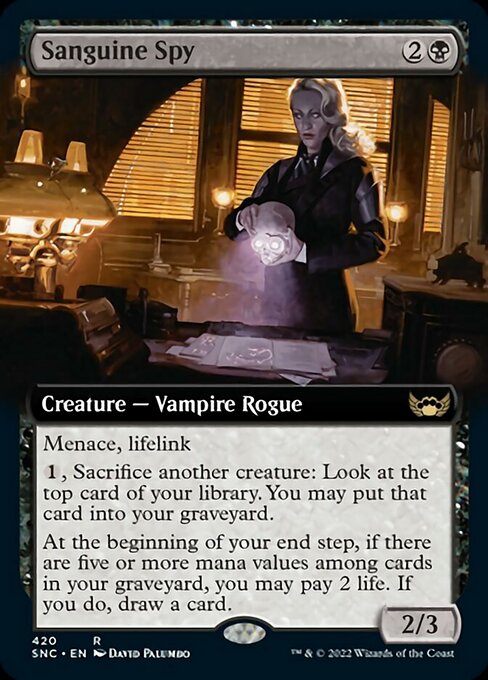 Sanguine Spy 2
Creature — Vampire Rogue
Menace, lifelink
1, Sacrifice another creature: Look at the
top card of your library. You may put that
card into your graveyard.
At the beginning of your end step, if there
are five or more mana values among cards
in your graveyard, you may pay 2 life. If
you do, draw a card.
2/3
420 R
SNC • EN David Palumbo
™ & © 2022 Wizards of the Coast